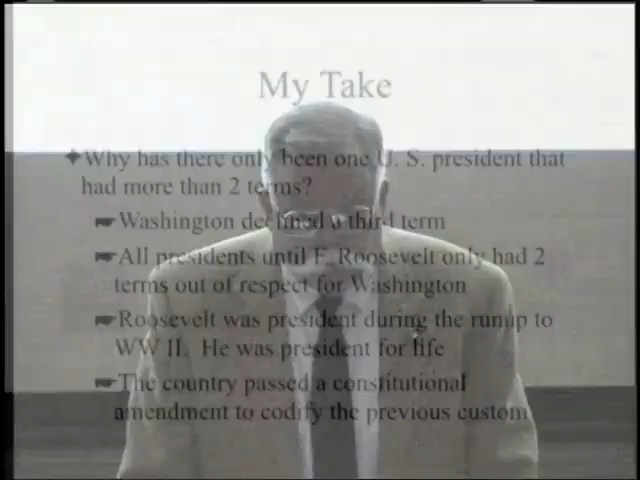 My Take
Why has there only been one U. S. president that
had more than 2 terms?
Washington declined a third term
All presidents until F. Roosevelt only had 2
terms out of respect for Washington
Roosevelt was president during the runup to
WW II. He was president for life
The country passed a constitutional
amendment to codify the previous custom